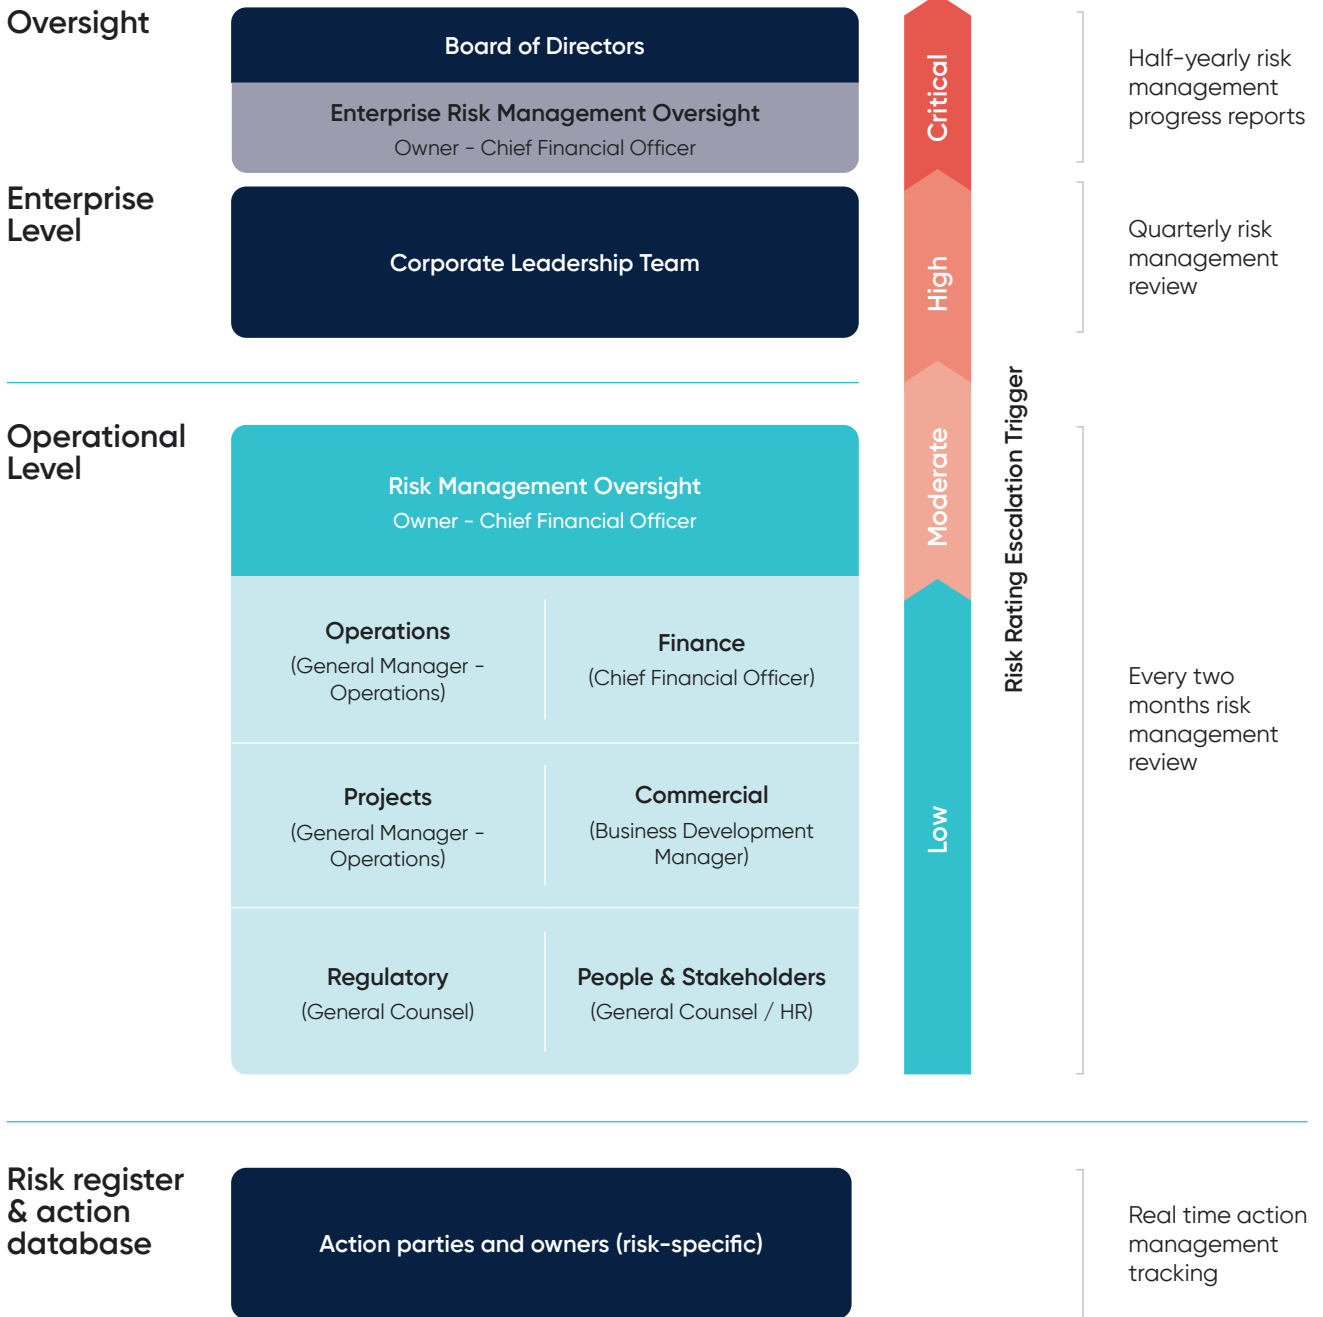 Oversight
Board of Directors
Enterprise Risk Management Oversight
Owner - Chief Financial Officer
Critical
Half-yearly risk
management
progress reports
Enterprise
Level
Corporate Leadership Team
High
Quarterly risk
management
review
Operational
Level
Risk Management Oversight
Owner - Chief Financial Officer
Moderate
Risk Rating Escalation Trigger
Operations
(General Manager -
Operations)
Finance
(Chief Financial Officer)
Projects
(General Manager -
Operations)
Commercial
(Business Development
Manager)
Regulatory
(General Counsel)
People & Stakeholders
(General Counsel / HR)
Low
Every two
months risk
management
review
Risk register
& action
database
Action parties and owners (risk-specific)
Real time action
management
tracking